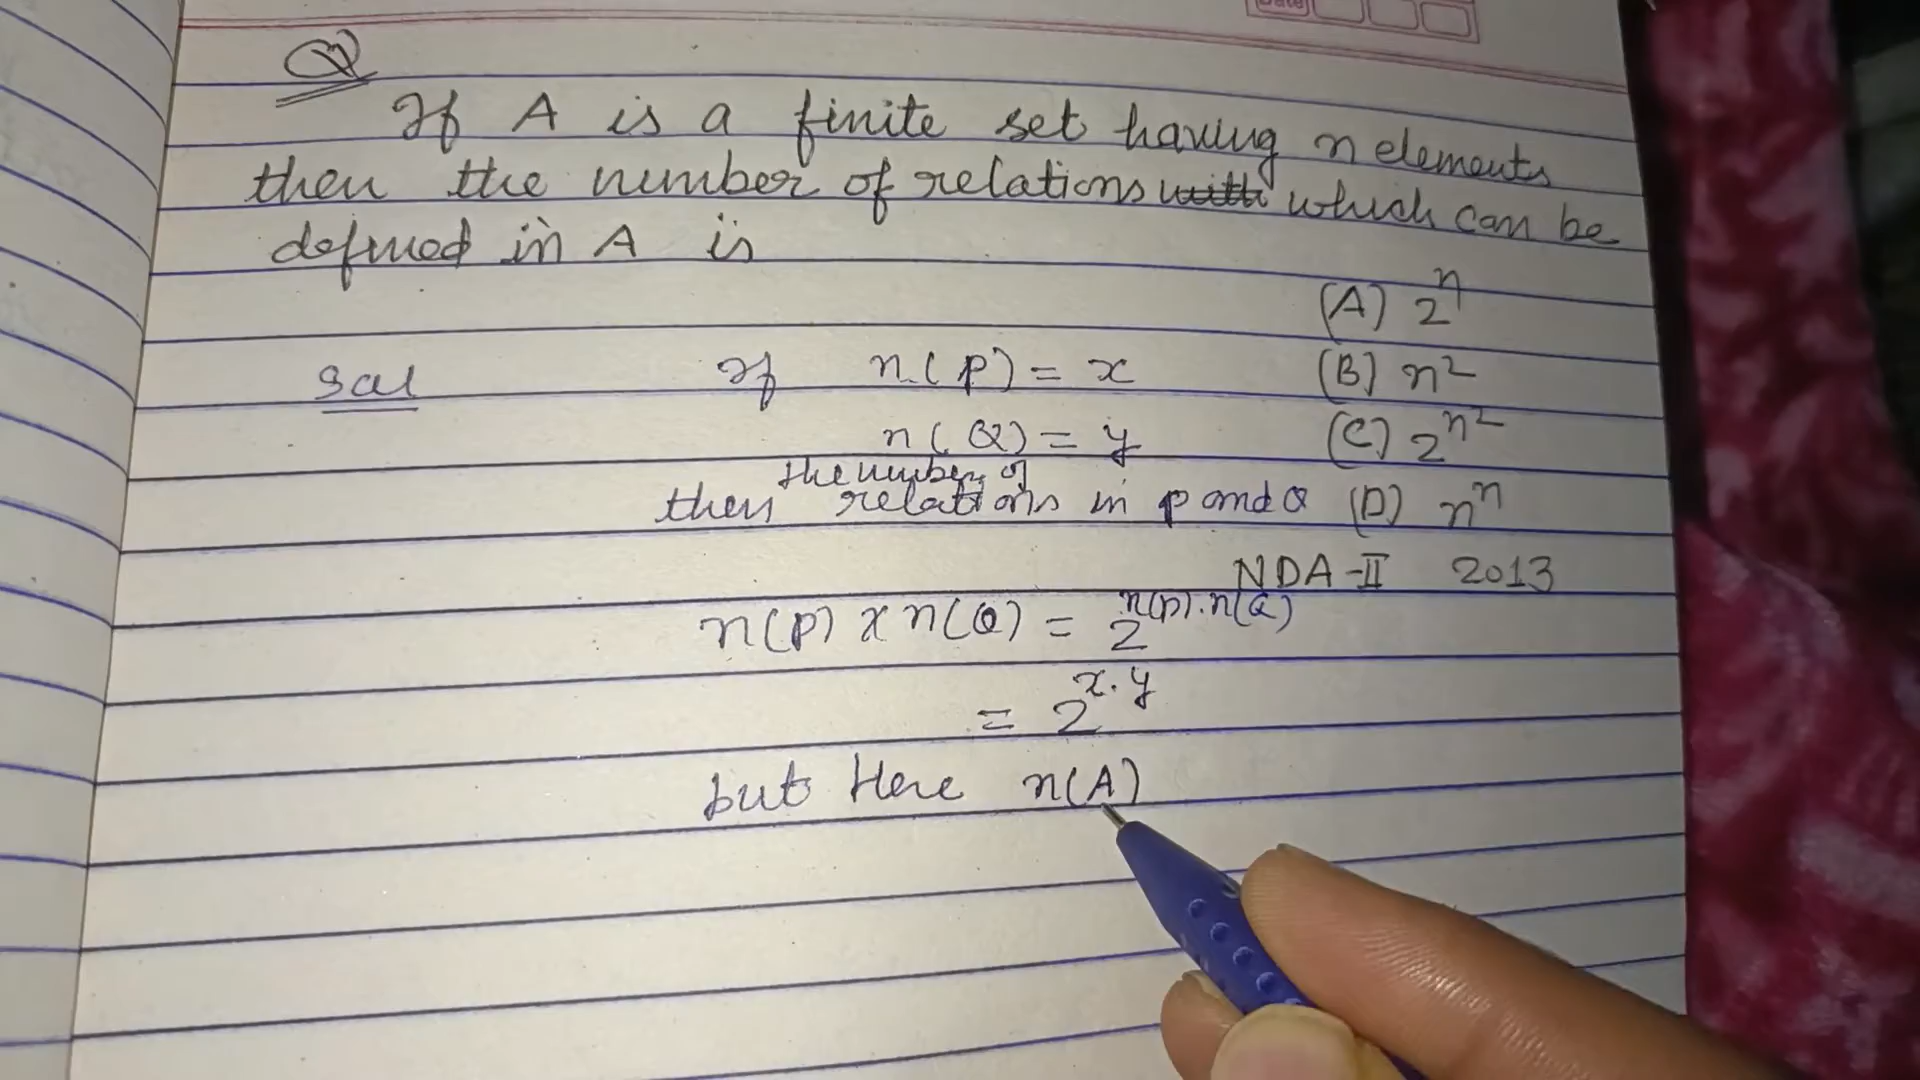 Date
Q
If A is a finite set having n elements
then the number of relations which can be
defined in A is
(A) 2^n
Sol If n(P) = x (B) n^2
n(Q) = y (C) 2^n^2
the number of
then relations in P and Q (D) n^n
NDA-II 2013
n(P) x n(Q) = 2^n(P).n(Q)
= 2^x.y
but Here n(A)